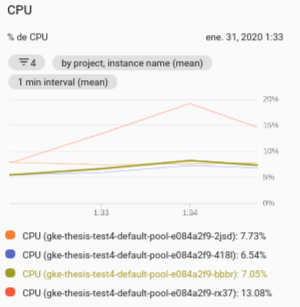 CPU
% de CPU
ene. 31, 2020 1:33
4
by project, instance name (mean)
1 min interval (mean)
20%
15%
10%
5%
0%
1:33
1:34
CPU (gke-thesis-test4-default-pool-e084a2f9-2jsd): 7.73%
CPU (gke-thesis-test4-default-pool-e084a2f9-418l): 6.54%
CPU (gke-thesis-test4-default-pool-e084a2f9-bbbr): 7.05%
CPU (gke-thesis-test4-default-pool-e084a2f9-rx37): 13.08%